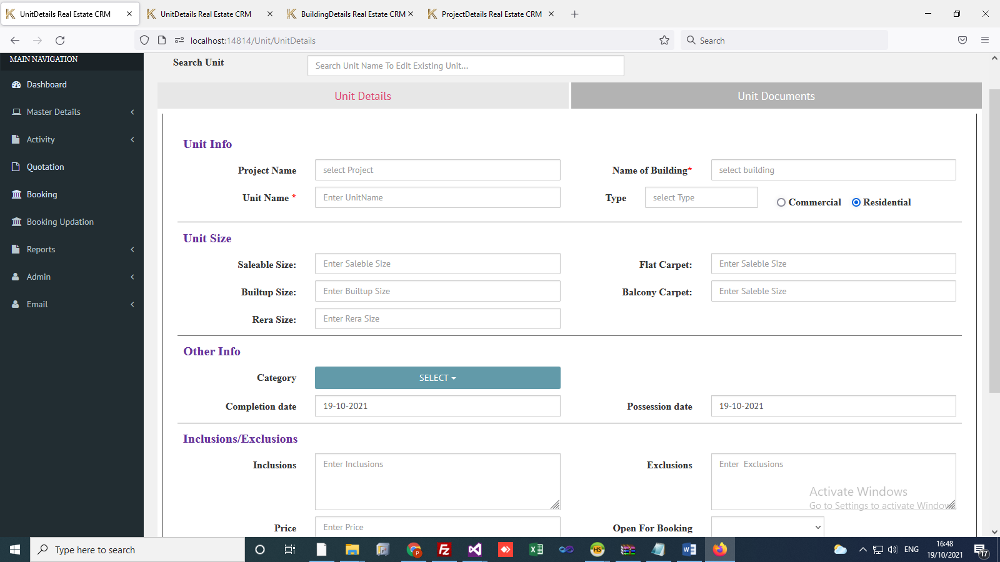 UnitDetails Real Estate CRM
UnitDetails Real Estate CRM
BuildingDetails Real Estate CRM
ProjectDetails Real Estate CRM
localhost:14814/Unit/UnitDetails
Search
MAIN NAVIGATION
Dashboard
Master Details
Activity
Quotation
Booking
Booking Updation
Reports
Admin
Email
Search Unit
Search Unit Name To Edit Existing Unit...
Unit Details
Unit Documents
Unit Info
Project Name
select Project
Name of Building*
select building
Unit Name *
Enter UnitName
Type
select Type
Commercial
Residential
Unit Size
Saleable Size:
Enter Saleble Size
Flat Carpet:
Enter Saleble Size
Builtup Size:
Enter Builtup Size
Balcony Carpet:
Enter Saleble Size
Rera Size:
Enter Rera Size
Other Info
Category
SELECT
Completion date
19-10-2021
Possession date
19-10-2021
Inclusions/Exclusions
Inclusions
Enter Inclusions
Exclusions
Enter  Exclusions
Activate Windows
Go to Settings to activate Windows
Price
Enter Price
Open For Booking
Type here to search
ENG
16:48
19/10/2021
17